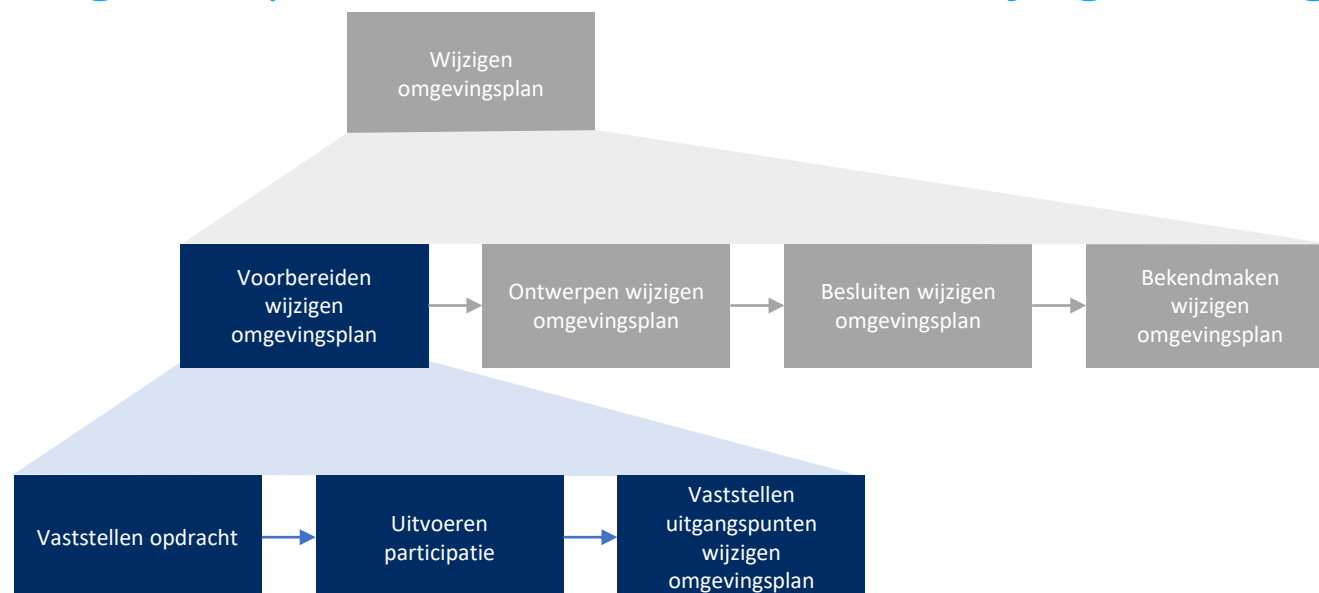 Wijzigen
omgevingsplan
Voorbereiden
wijzigen
omgevingsplan
Ontwerpen wijzigen
omgevingsplan
Besluiten wijzigen
omgevingsplan
Bekendmaken
wijzigen
omgevingsplan
Vaststellen opdracht
Uitvoeren
participatie
Vaststellen
uitgangspunten
wijzigen
omgevingsplan